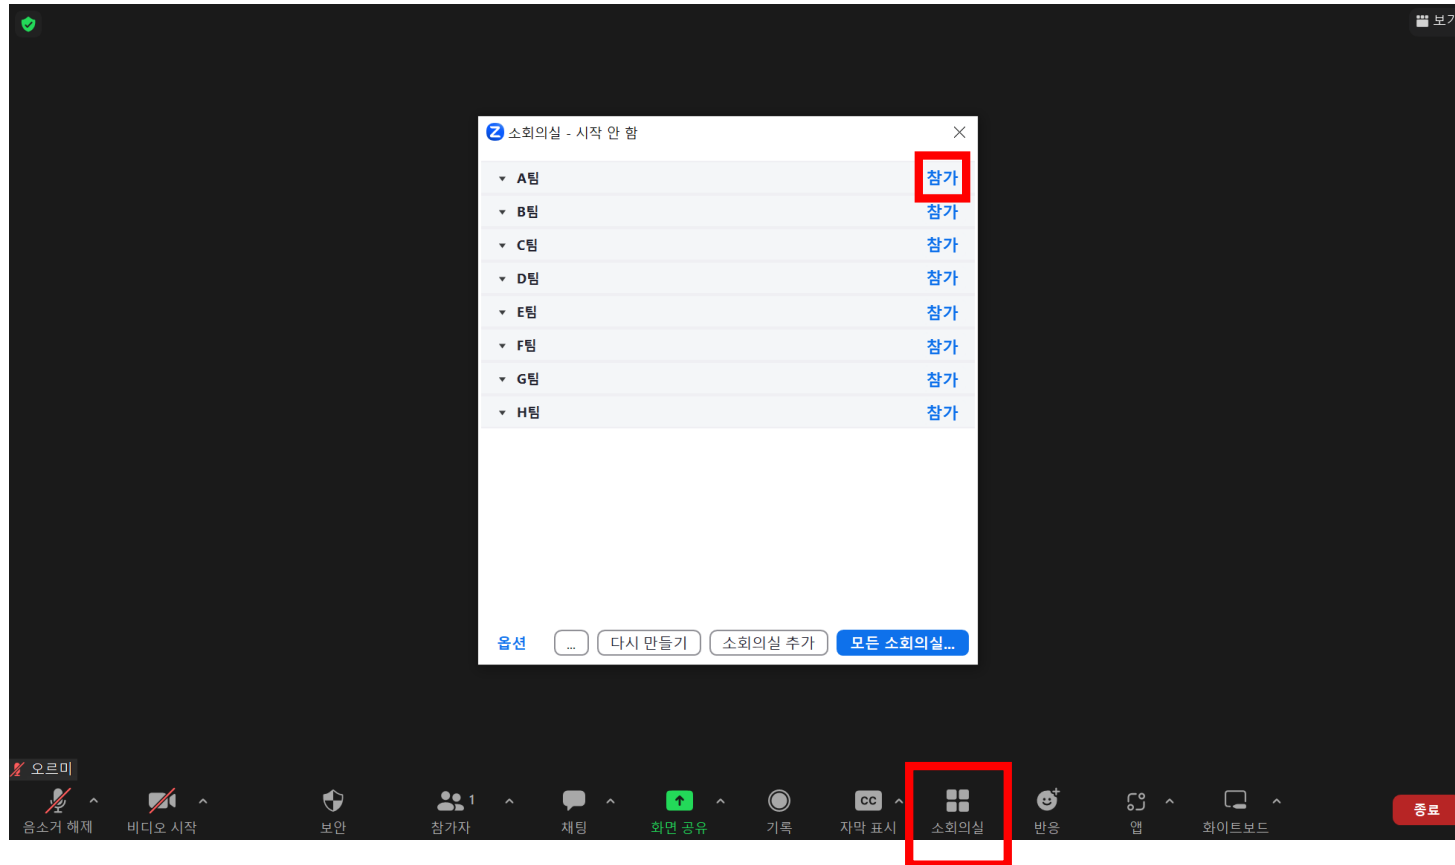 보기
소회의실 - 시작 안 함
A팀 참가
B팀 참가
C팀 참가
D팀 참가
E팀 참가
F팀 참가
G팀 참가
H팀 참가
옵션 ... 다시 만들기 소회의실 추가 모든 소회의실...
오르미
1 CC
음소거 해제 비디오 시작 보안 참가자 채팅 화면 공유 기록 자막 표시 소회의실 반응 앱 화이트보드 종료